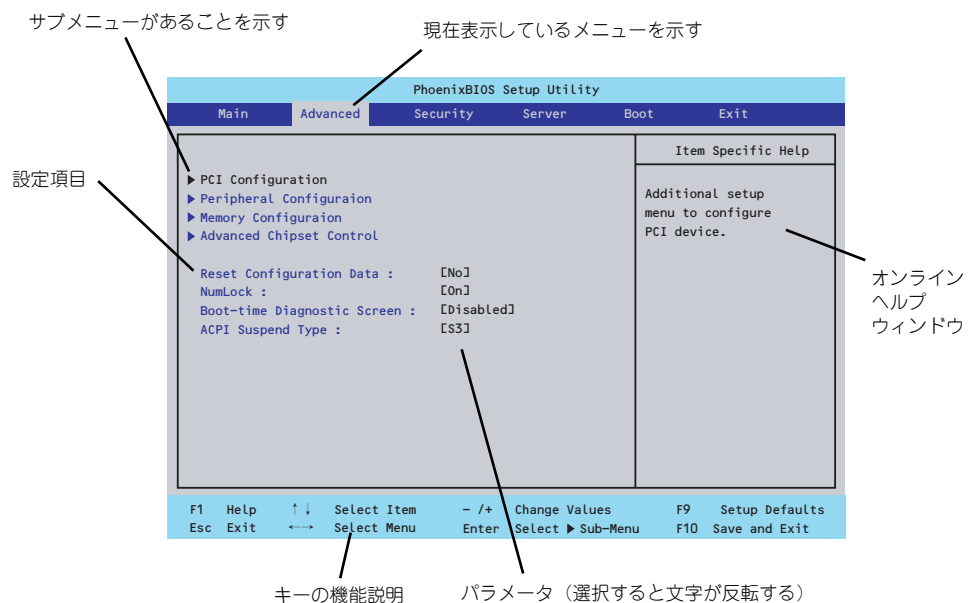 サブメニューがあることを示す
現在表示しているメニューを示す
PhoenixBIOS Setup Utility
Main Advanced Security Server Boot Exit
Item Specific Help
設定項目
▶ PCI Configuration
▶ Peripheral Configuraion
▶ Memory Configuraion
▶ Advanced Chipset Control
Additional setup
menu to configure
PCI device.
Reset Configuration Data : [No]
NumLock : [On]
Boot-time Diagnostic Screen : [Disabled]
ACPI Suspend Type : [S3]
オンライン
ヘルプ
ウィンドウ
F1 Help ↑↓ Select Item - /+ Change Values F9 Setup Defaults
Esc Exit ←→ Select Menu Enter Select ▶ Sub-Menu F10 Save and Exit
キーの機能説明
パラメータ（選択すると文字が反転する）